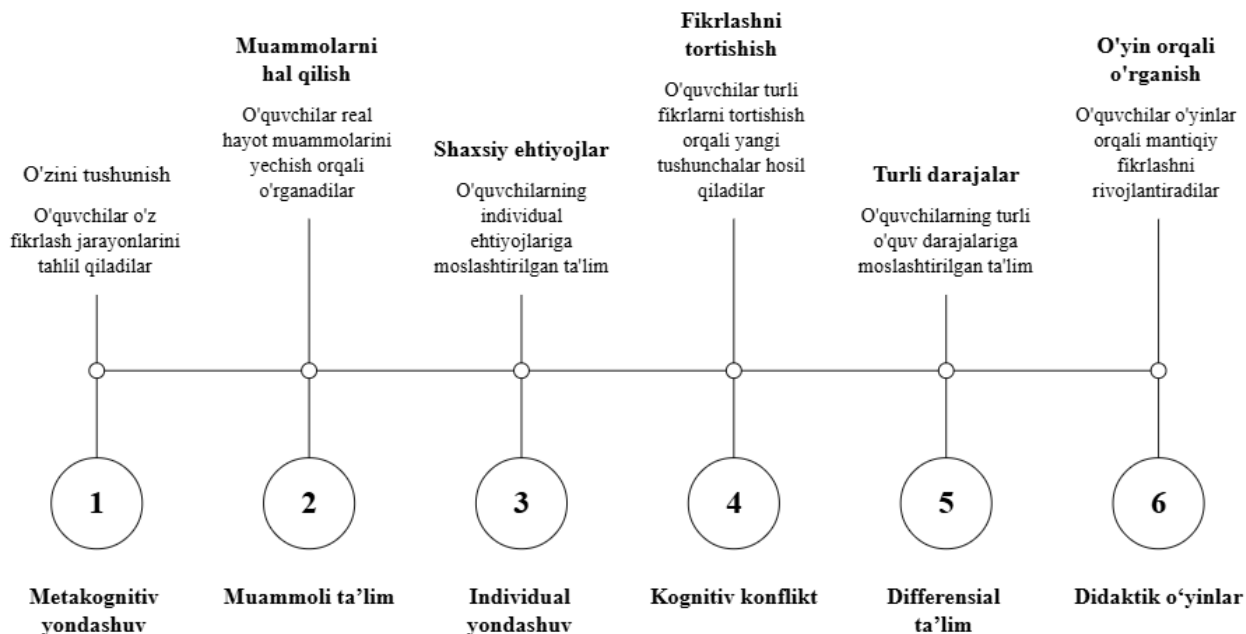 O'zini tushunish
O'quvchilar o'z
fikrlash jarayonlarini
tahlil qiladilar
Muammolarni
hal qilish
O'quvchilar real
hayot muammolarini
yechish orqali
o'rganadilar
Shaxsiy ehtiyojlar
O'quvchilarning
individual
ehtiyojlariga
moslashtirilgan ta'lim
Fikrlashni
tortishish
O'quvchilar turli
fikrlarni tortishish
orqali yangi
tushunchalar hosil
qiladilar
Turli darajalar
O'quvchilarning turli
o'quv darajalariga
moslashtirilgan ta'lim
O'yin orqali
o'rganish
O'quvchilar o'yinlar
orqali mantiqiy
fikrlashni
rivojlantiradilar
1
2
3
4
5
6
Metakognitiv
yondashuv
Muammoli ta’lim
Individual
yondashuv
Kognitiv konflikt
Differensial
ta’lim
Didaktik o‘yinlar